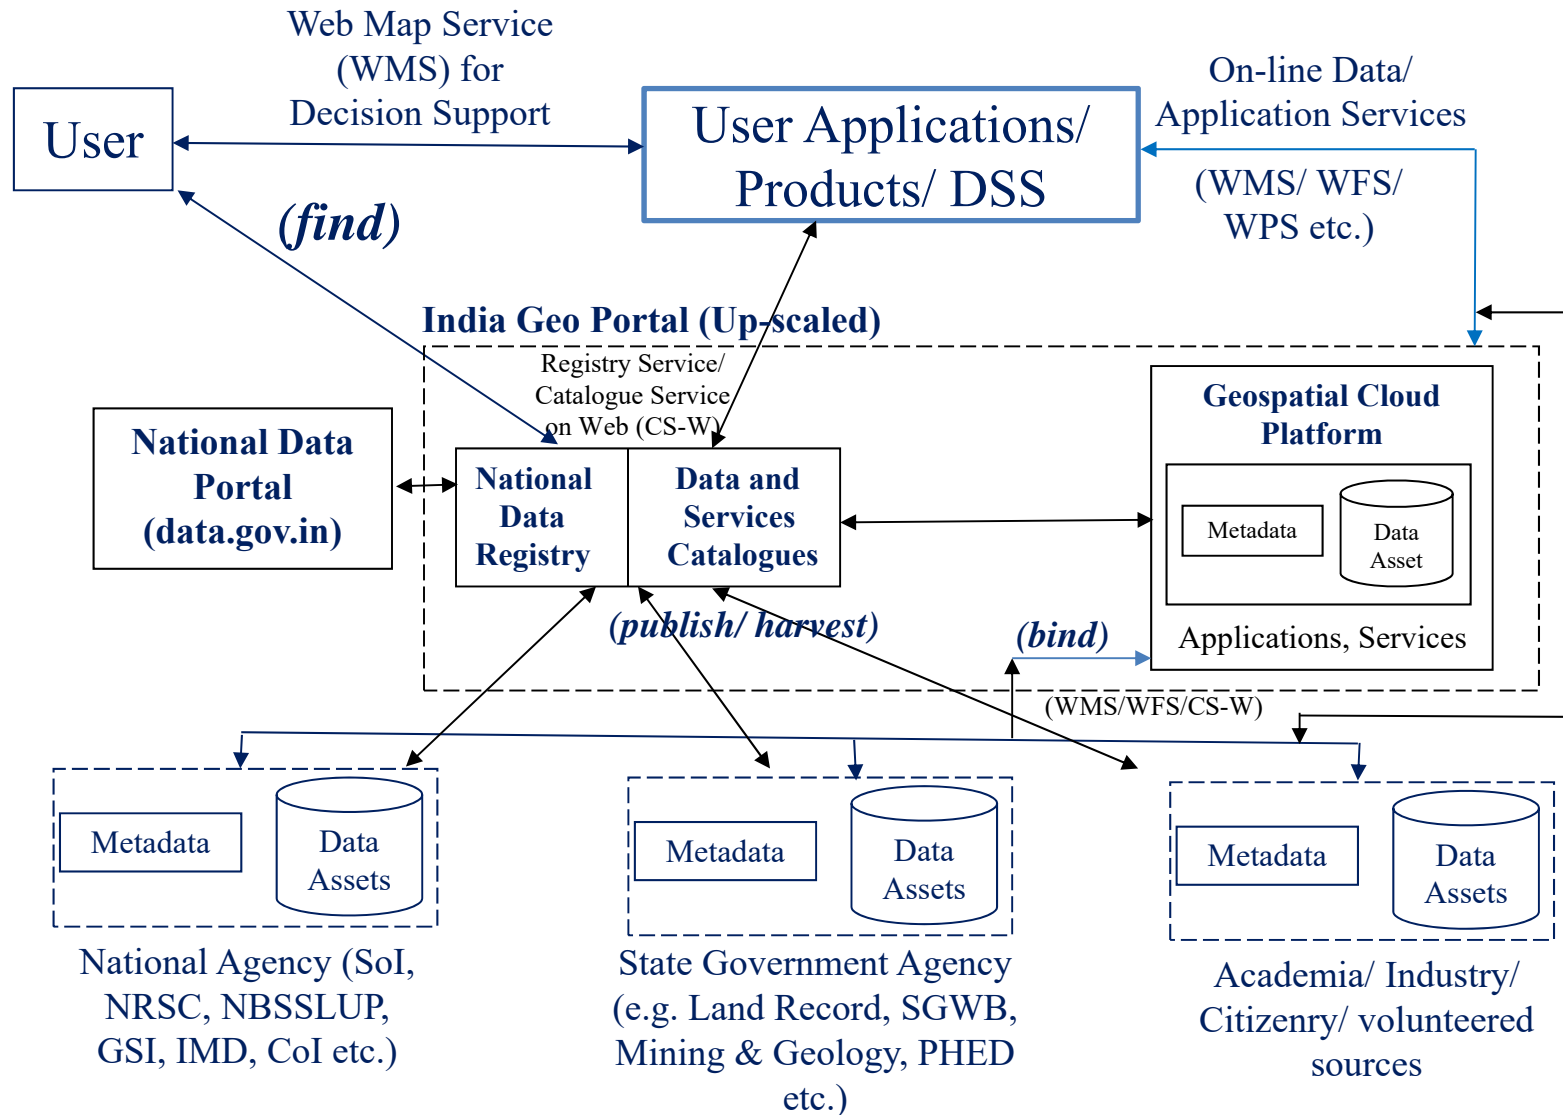 Web Map Service
(WMS) for
Decision Support
User
User Applications/
Products/ DSS
On-line Data/
Application Services
(WMS/ WFS/
WPS etc.)
(find)
India Geo Portal (Up-scaled)
Registry Service/
Catalogue Service
on Web (CS-W)
National Data
Portal
(data.gov.in)
National
Data
Registry
Data and
Services
Catalogues
Geospatial Cloud
Platform
Metadata
Data
Asset
Applications, Services
(publish/ harvest)
(bind)
(WMS/WFS/CS-W)
Metadata
Data
Assets
National Agency (SoI,
NRSC, NBSSLUP,
GSI, IMD, CoI etc.)
Metadata
Data
Assets
State Government Agency
(e.g. Land Record, SGWB,
Mining & Geology, PHED
etc.)
Metadata
Data
Assets
Academia/ Industry/
Citizenry/ volunteered
sources